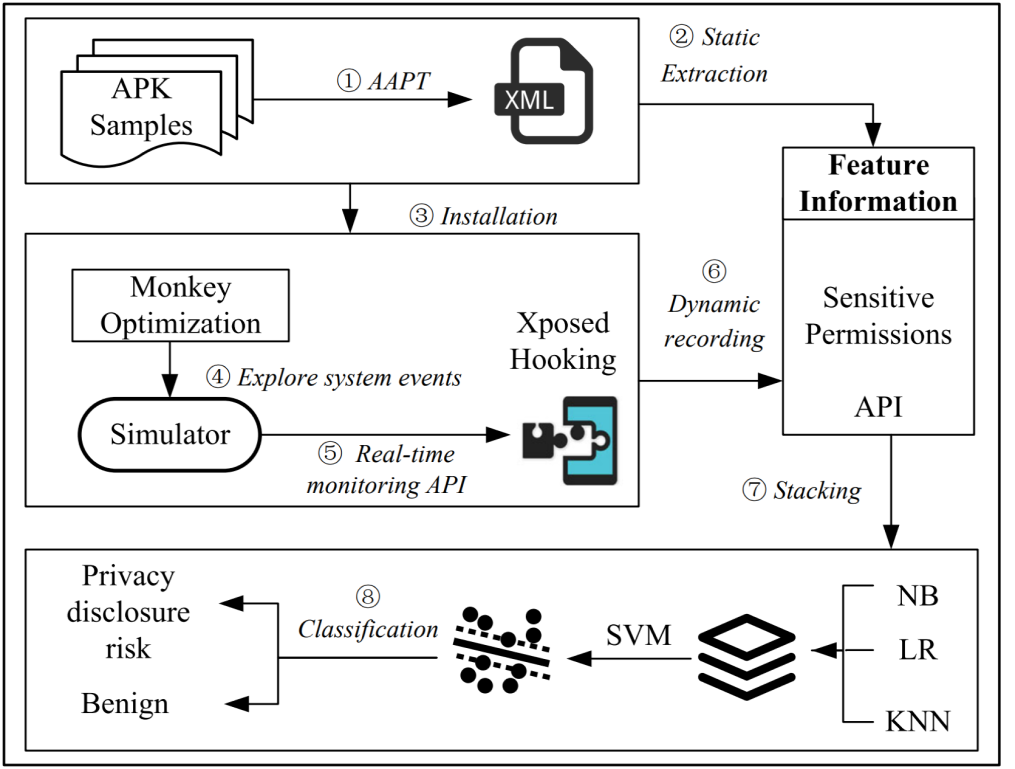 APK
Samples
① AAPT
XML
② Static
Extraction
Feature
Information
Sensitive
Permissions
API
③ Installation
Monkey
Optimization
④ Explore system events
Simulator
⑤ Real-time
monitoring API
Xposed
Hooking
⑥
Dynamic
recording
⑦ Stacking
NB
LR
KNN
SVM
⑧
Classification
Privacy
disclosure
risk
Benign